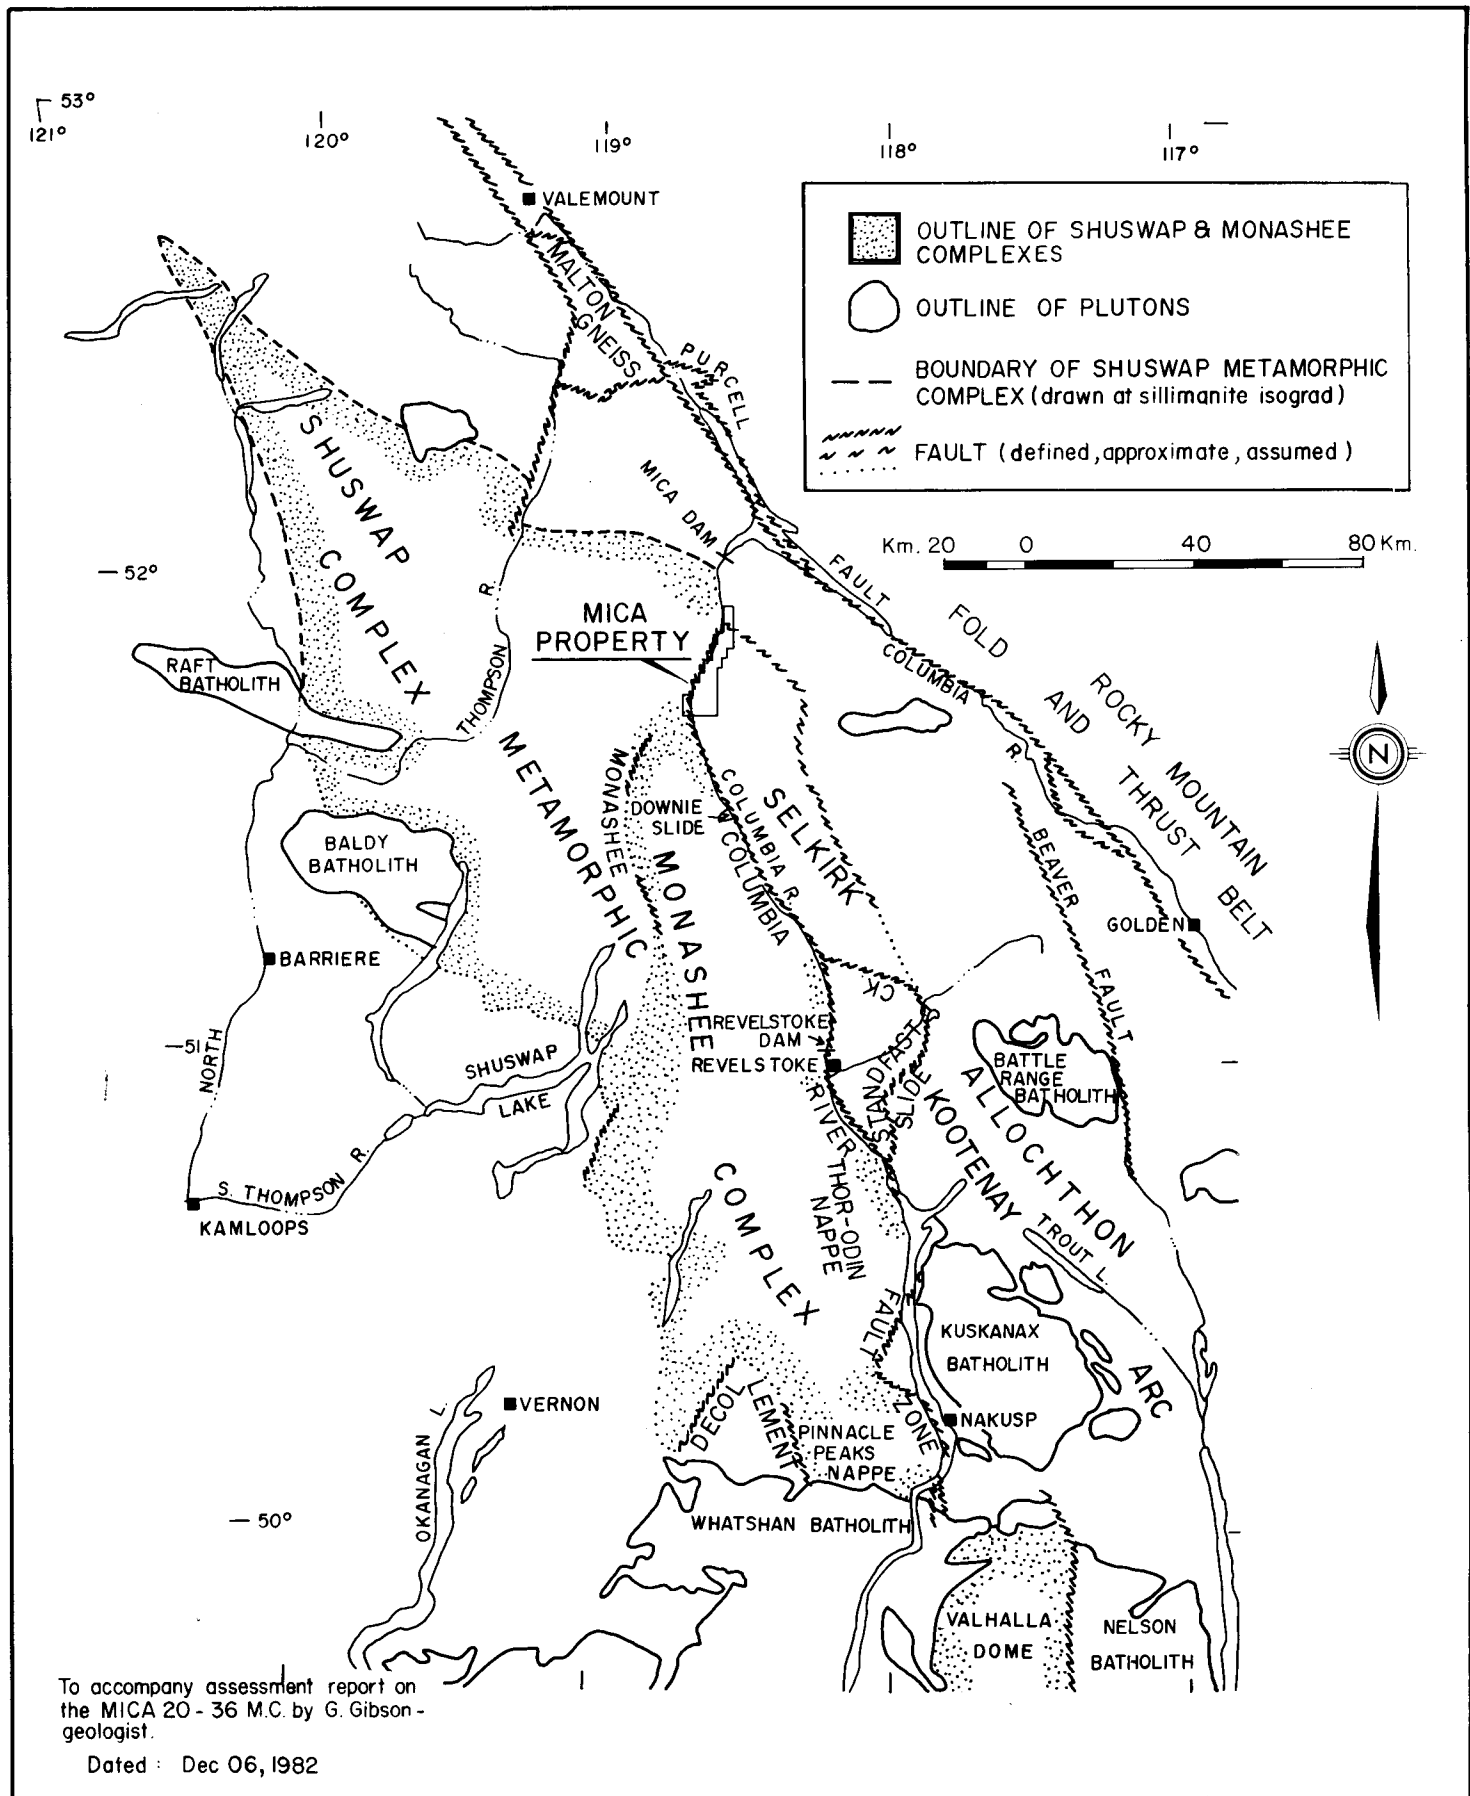 53°
121°
120°
119°
118°
117°
VALEMOUNT
OUTLINE OF SHUSWAP & MONASHEE
COMPLEXES
OUTLINE OF PLUTONS
BOUNDARY OF SHUSWAP METAMORPHIC
COMPLEX (drawn at sillimanite isograd)
FAULT (defined, approximate, assumed)
MALTON
GNEISS
PURCELL
FAULT
SHUSWAP
COMPLEX
MICA DAM
Km. 20 0 40 80 Km.
52°
R.
THOMPSON
MICA
PROPERTY
COLUMBIA
R.
FOLD
AND
THRUST
BELT
ROCKY MOUNTAIN
RAFT
BATHOLITH
N
METAMORPHIC
MONASHEE
DOWNIE
SLIDE
COLUMBIA R
COLUMBIA
SELKIRK
BALDY
BATHOLITH
MONASHEE
BEAVER
FAULT
GOLDEN
BARRIERE
CK
REVELSTOKE
DAM
REVELSTOKE
51
NORTH
SHUSWAP
LAKE
STANDFAST
SLIDE
BATTLE
RANGE
BATHOLITH
ALLOCHTHON
KOOTENAY
RIVER
THOR-ODIN
NAPPE
S. THOMPSON R.
KAMLOOPS
COMPLEX
TROUT L.
FAULT
ZONE
KUSKANAX
BATHOLITH
ARC
VERNON
OKANAGAN L.
DECOL
LEMENT
PINNACLE
PEAKS
NAPPE
NAKUSP
50°
WHATSHAN BATHOLITH
VALHALLA
DOME
NELSON
BATHOLITH
To accompany assessment report on
the MICA 20 - 36 M.C. by G. Gibson -
geologist.
Dated : Dec 06, 1982